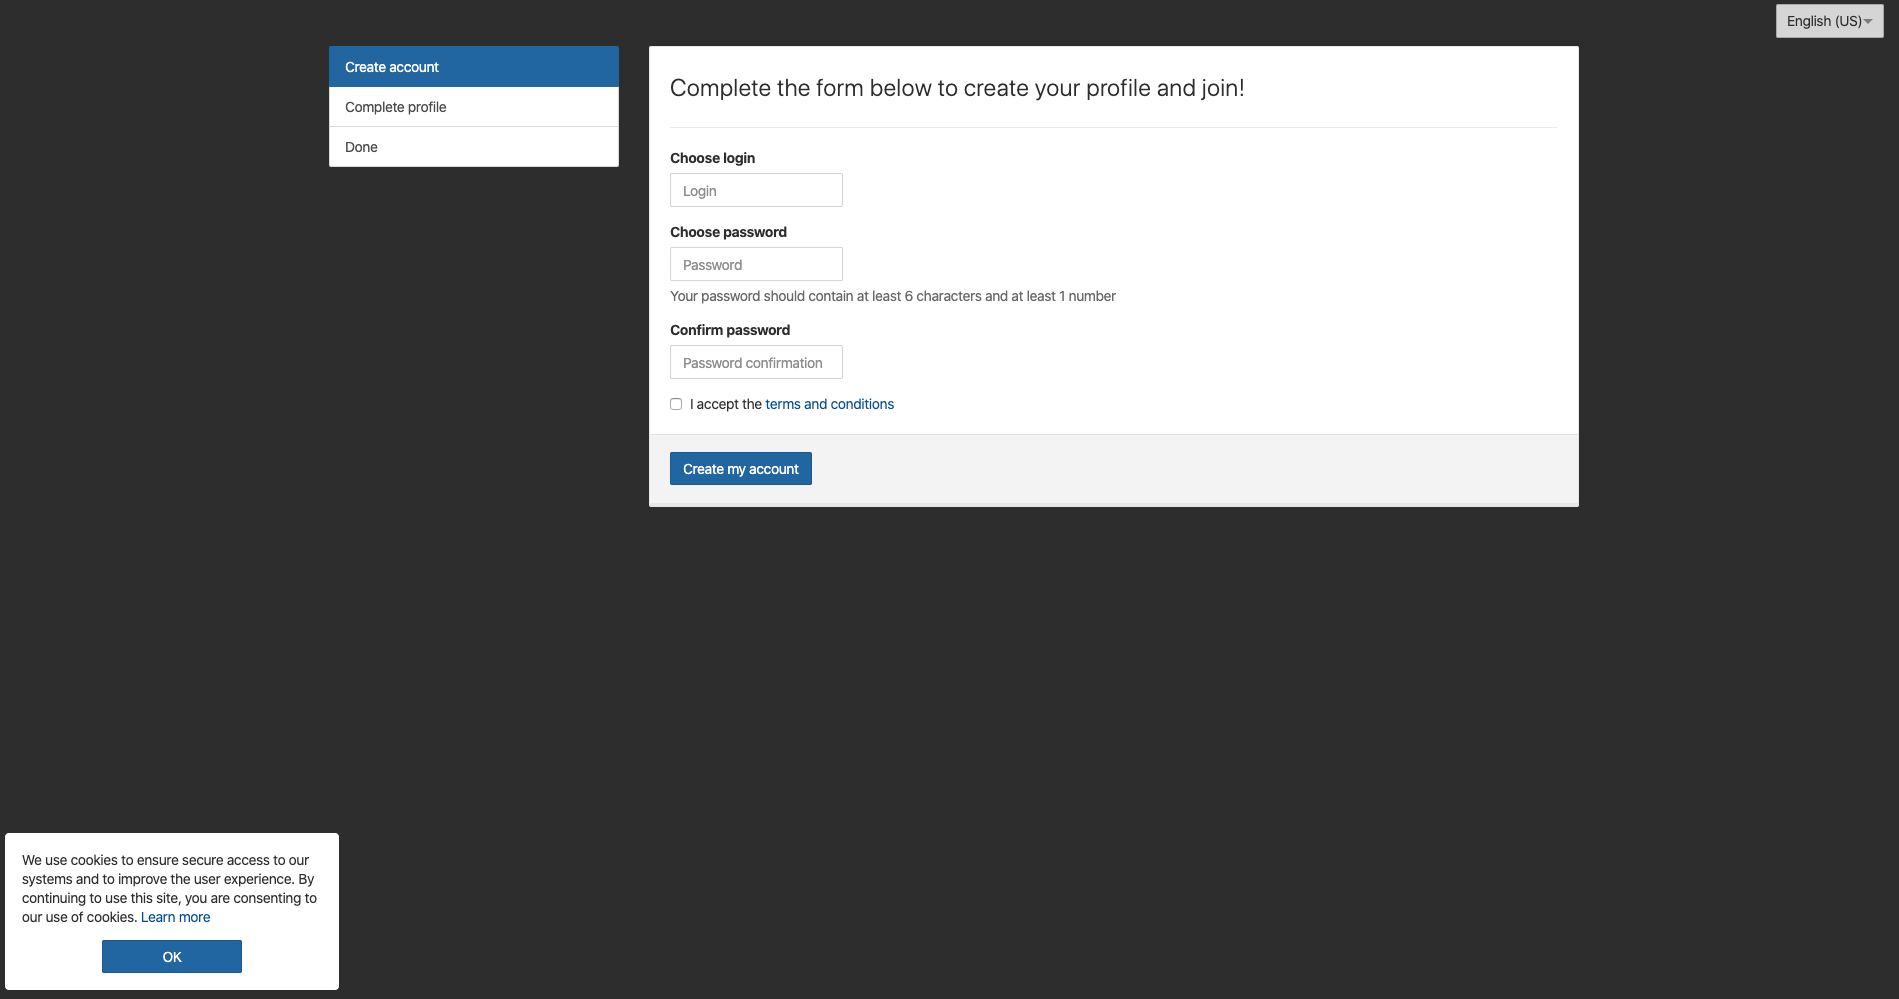 English (US)
Create account
Complete profile
Done
Complete the form below to create your profile and join!
Choose login
Login
Choose password
Password
Your password should contain at least 6 characters and at least 1 number
Confirm password
Password confirmation
I accept the terms and conditions
Create my account
We use cookies to ensure secure access to our
systems and to improve the user experience. By
continuing to use this site, you are consenting to
our use of cookies. Learn more
OK